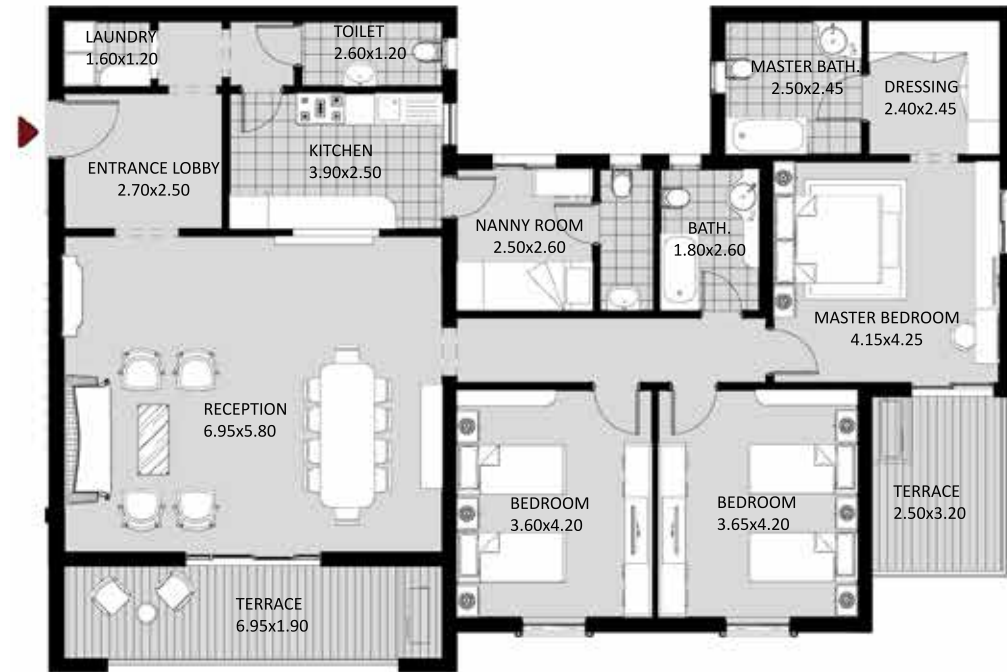 LAUNDRY
1.60x1.20
TOILET
2.60x1.20
MASTER BATH.
2.50x2.45
DRESSING
2.40x2.45
ENTRANCE LOBBY
2.70x2.50
KITCHEN
3.90x2.50
NANNY ROOM
2.50x2.60
BATH.
1.80x2.60
MASTER BEDROOM
4.15x4.25
RECEPTION
6.95x5.80
BEDROOM
3.60x4.20
BEDROOM
3.65x4.20
TERRACE
2.50x3.20
TERRACE
6.95x1.90